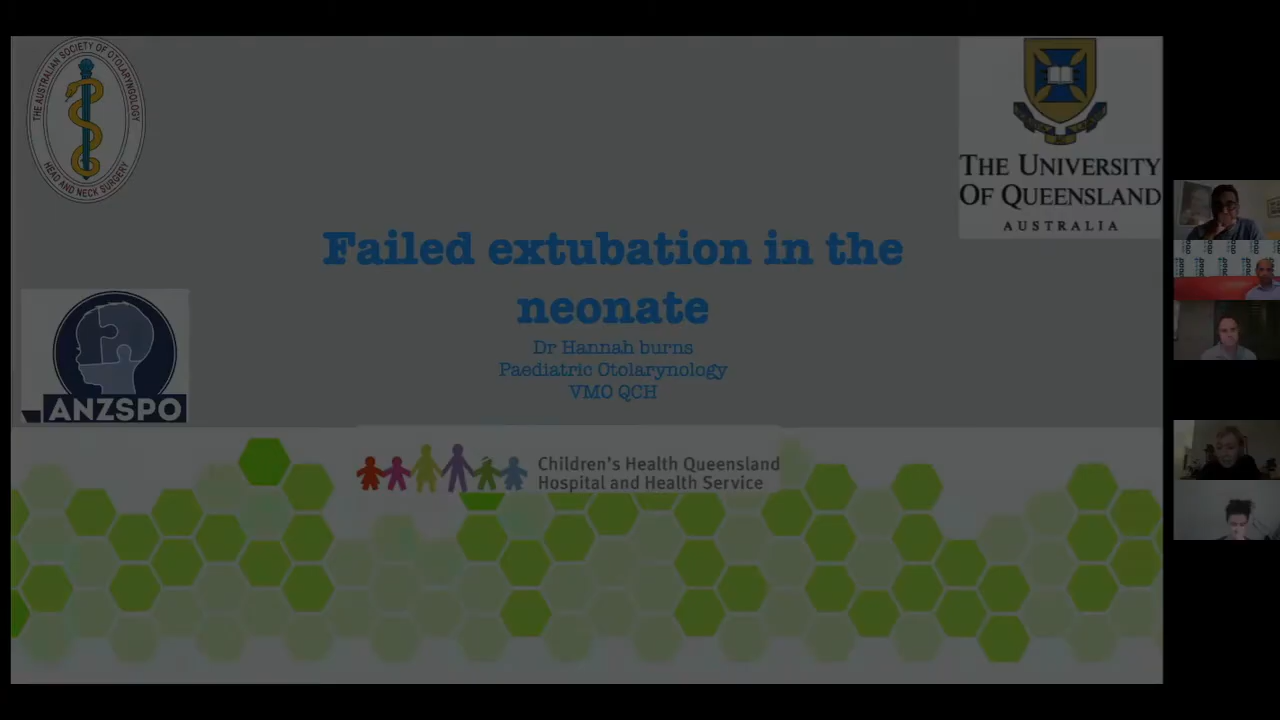 THE AUSTRALIAN SOCIETY OF OTOLARYNGOLOGY
HEAD AND NECK SURGERY
THE UNIVERSITY
OF QUEENSLAND
AUSTRALIA
Failed extubation in the
neonate
Dr Hannah burns
Paediatric Otolarynology
VMO QCH
ANZSPO
Children's Health Queensland
Hospital and Health Service